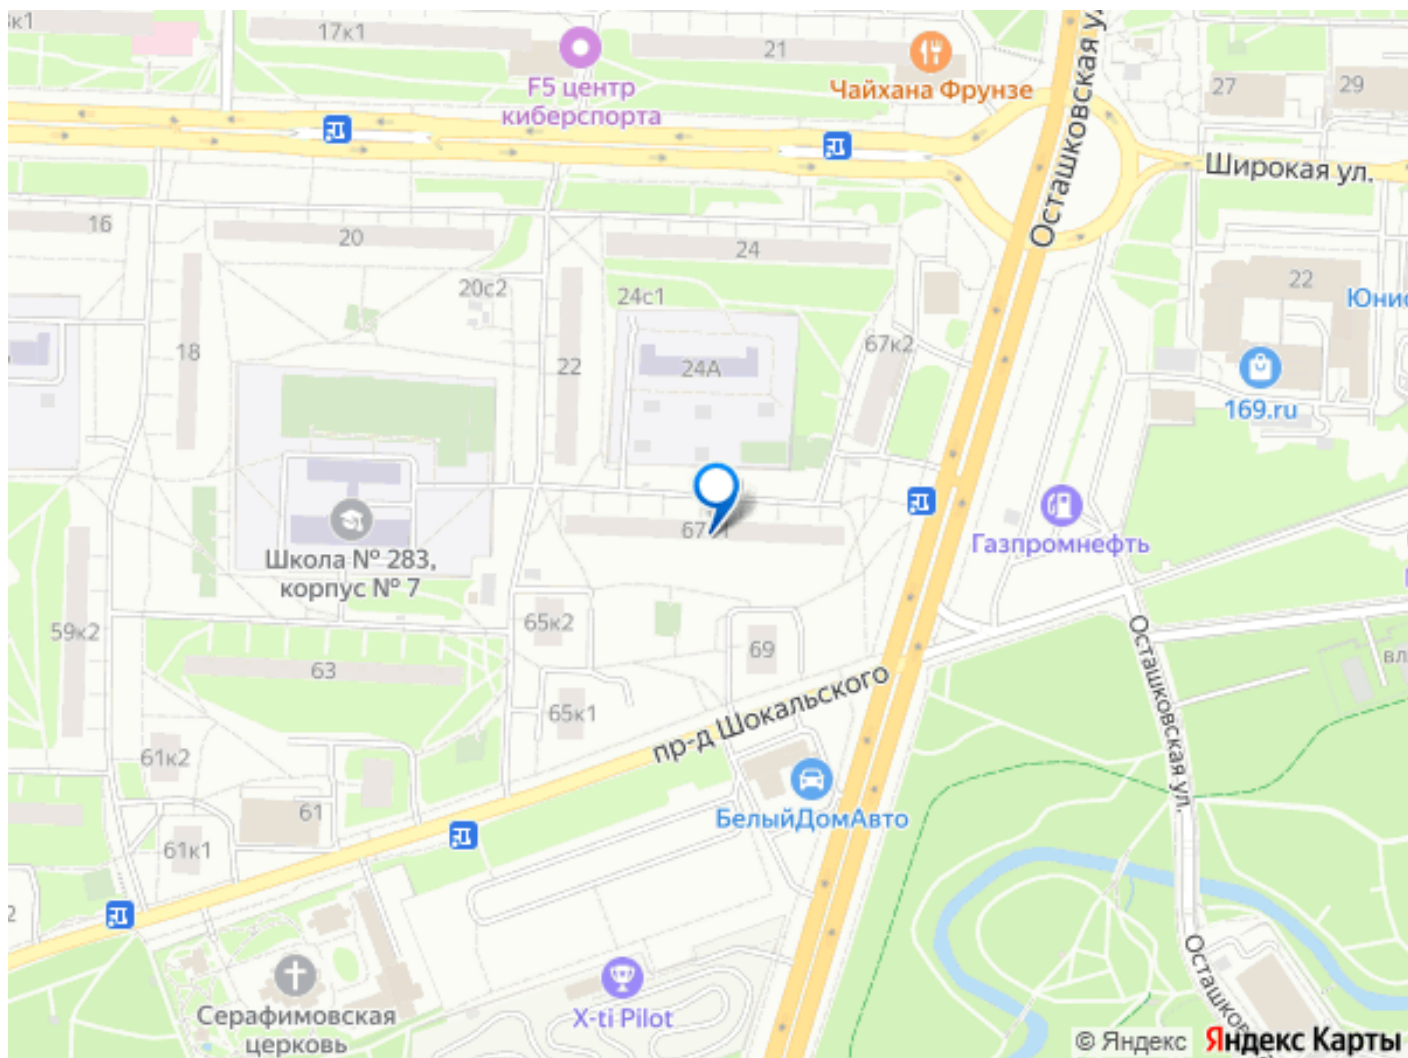 17к1
21
F5 центр
киберспорта
Чайхана Фрунзе
Осташковская ул.
27
29
Широкая ул.
16
20
24
20с2
24с1
22
Юнис
18
22
24А
67к2
169.ru
Школа № 283,
корпус № 7
Газпромнефть
59к2
65к2
69
63
65к1
пр-д Шокальского
Осташковская ул.
61к2
61
61к1
БелыйДомАвто
Серафимовская
церковь
X-ti Pilot
© Яндекс Яндекс Карты